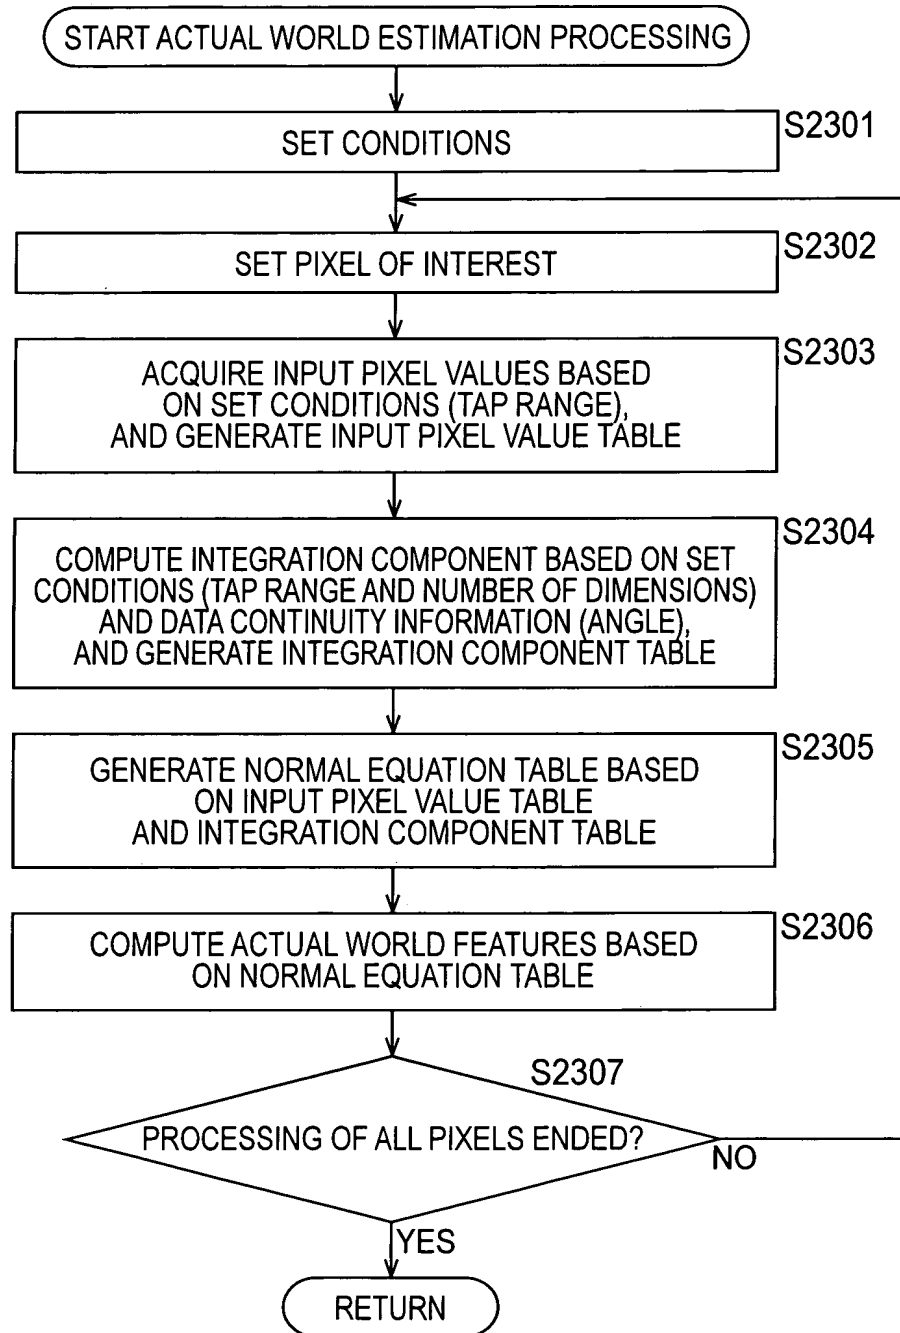 START ACTUAL WORLD ESTIMATION PROCESSING
S2301
SET CONDITIONS
S2302
SET PIXEL OF INTEREST
S2303
ACQUIRE INPUT PIXEL VALUES BASED
ON SET CONDITIONS (TAP RANGE),
AND GENERATE INPUT PIXEL VALUE TABLE
S2304
COMPUTE INTEGRATION COMPONENT BASED ON SET
CONDITIONS (TAP RANGE AND NUMBER OF DIMENSIONS)
AND DATA CONTINUITY INFORMATION (ANGLE),
AND GENERATE INTEGRATION COMPONENT TABLE
S2305
GENERATE NORMAL EQUATION TABLE BASED
ON INPUT PIXEL VALUE TABLE
AND INTEGRATION COMPONENT TABLE
S2306
COMPUTE ACTUAL WORLD FEATURES BASED
ON NORMAL EQUATION TABLE
S2307
PROCESSING OF ALL PIXELS ENDED?
NO
YES
RETURN